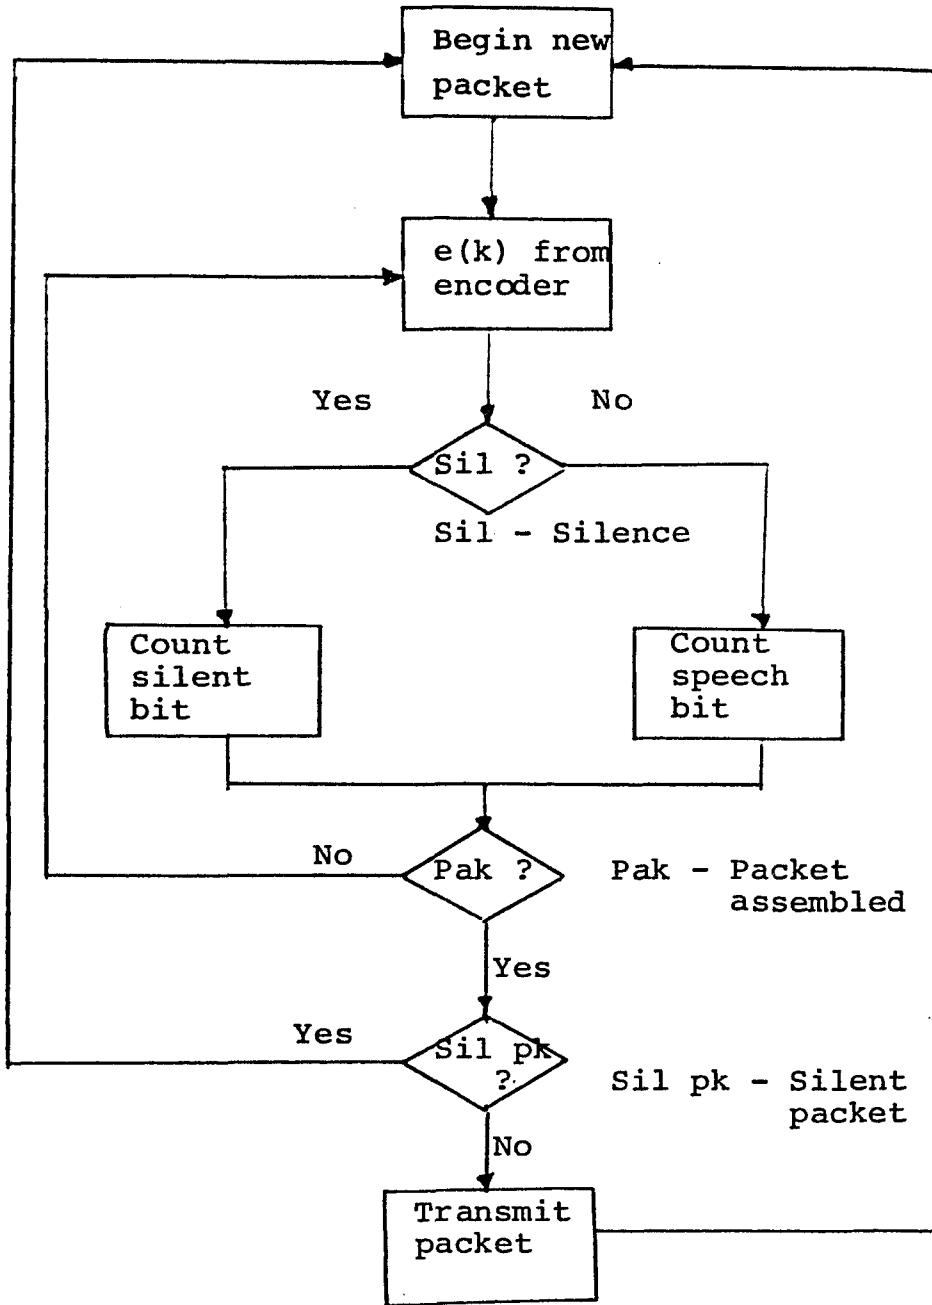 Begin new
packet
e(k) from
encoder
Yes
No
Sil ?
Sil - Silence
Count
silent
bit
Count
speech
bit
No
Pak ?
Pak - Packet
assembled
Yes
Yes
Sil pk
?
Sil pk - Silent
packet
No
Transmit
packet